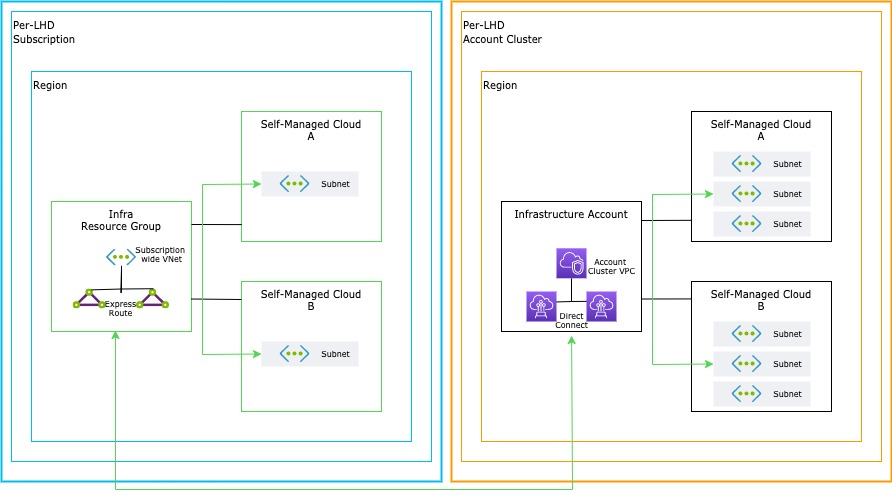 Per-LHD
Subscription
Region
Self-Managed Cloud
A
Subnet
Infra
Resource Group
Subscription
wide VNet
Express
Route
Self-Managed Cloud
B
Subnet
Per-LHD
Account Cluster
Region
Self-Managed Cloud
A
Subnet
Subnet
Subnet
Infrastructure Account
Account
Cluster VPC
Direct
Connect
Self-Managed Cloud
B
Subnet
Subnet
Subnet